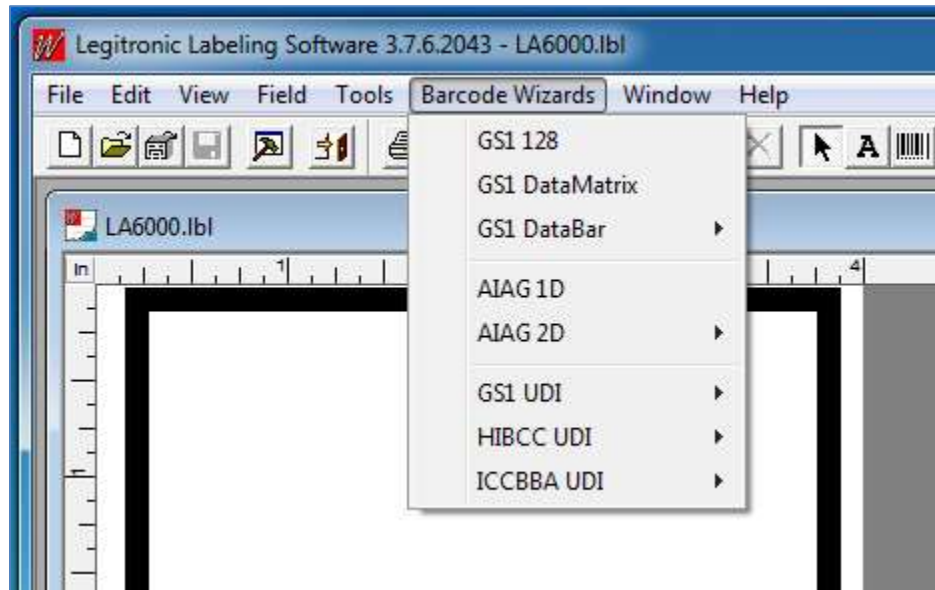 Legitronic Labeling Software 3.7.6.2043 - LA6000.lbl
File Edit View Field Tools Barcode Wizards Window Help
A
GS1 128
GS1 DataMatrix
GS1 DataBar
LA6000.lbl
In 1 4
AIAG 1D
AIAG 2D
GS1 UDI
HIBCC UDI
ICCBBA UDI
1